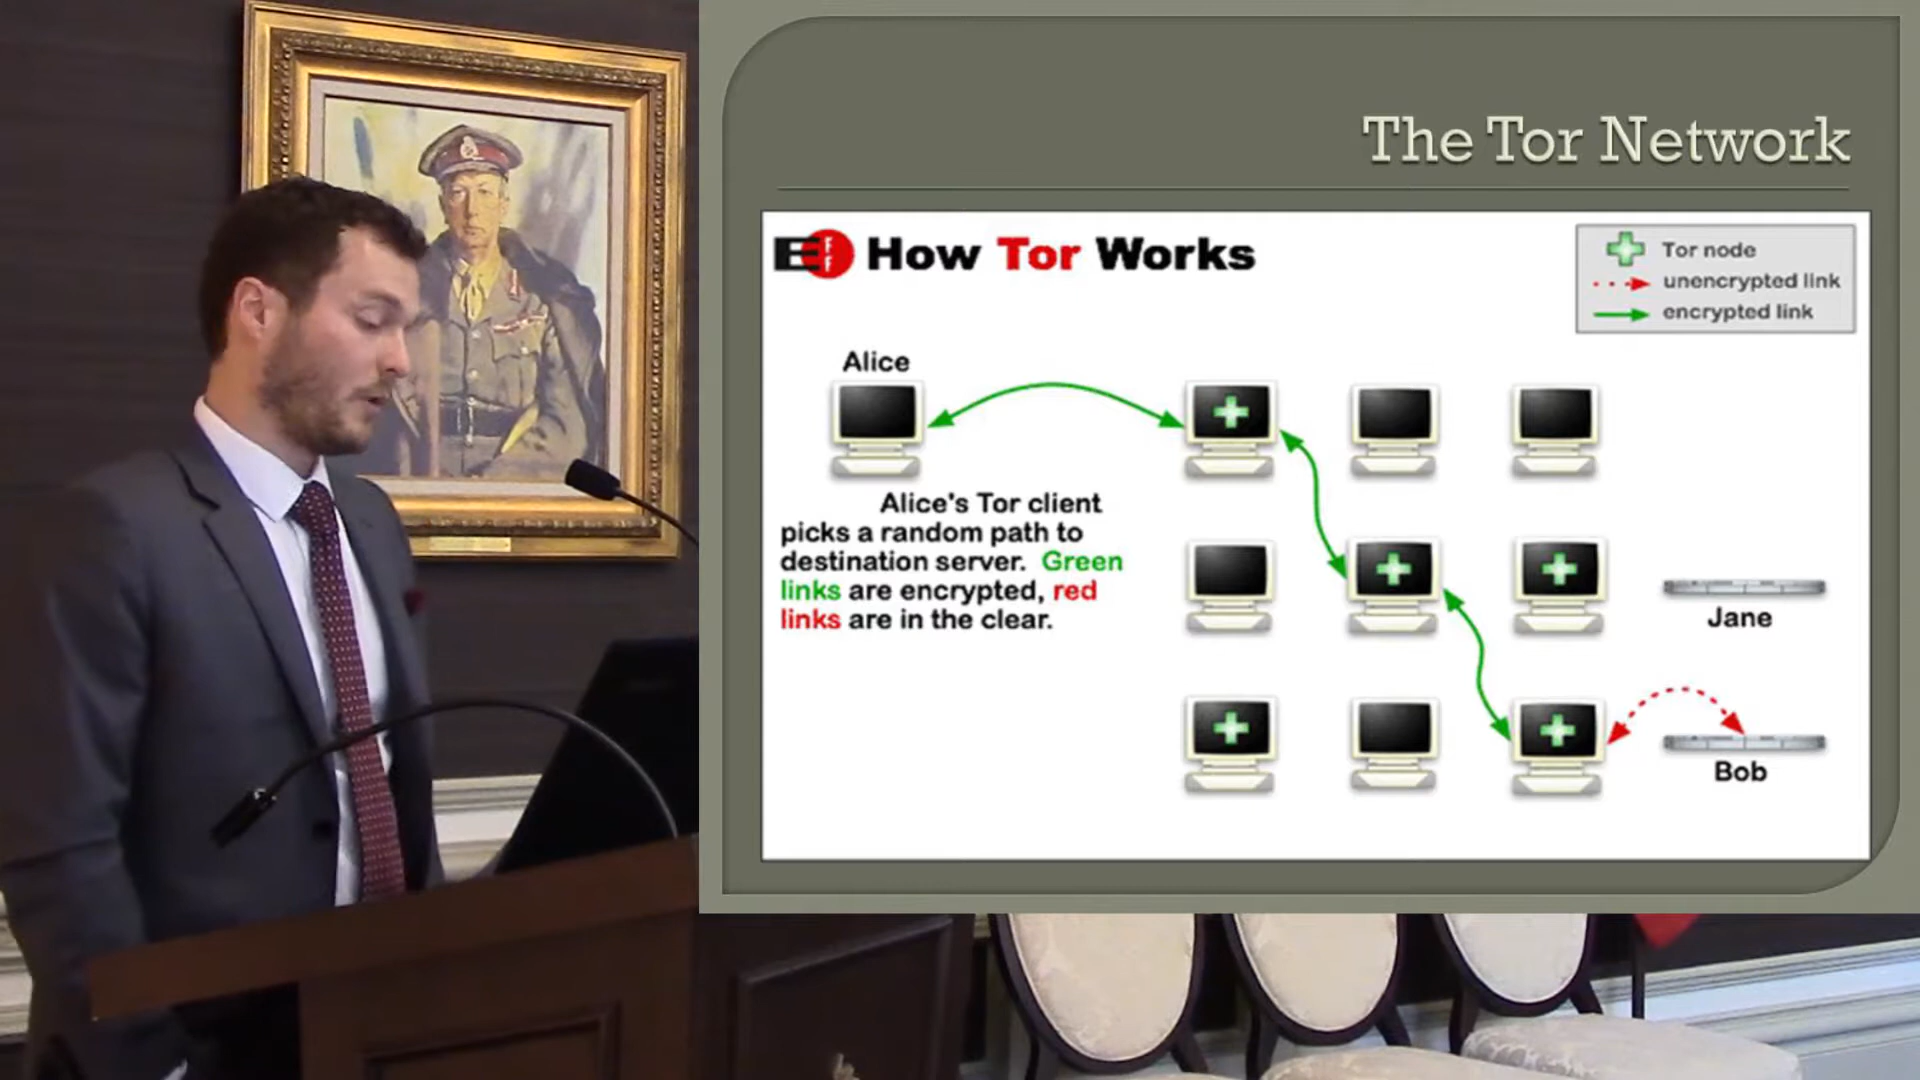 The Tor Network
EFF How Tor Works
Tor node
unencrypted link
encrypted link
Alice
Alice's Tor client
picks a random path to
destination server. Green
links are encrypted, red
links are in the clear.
Jane
Bob